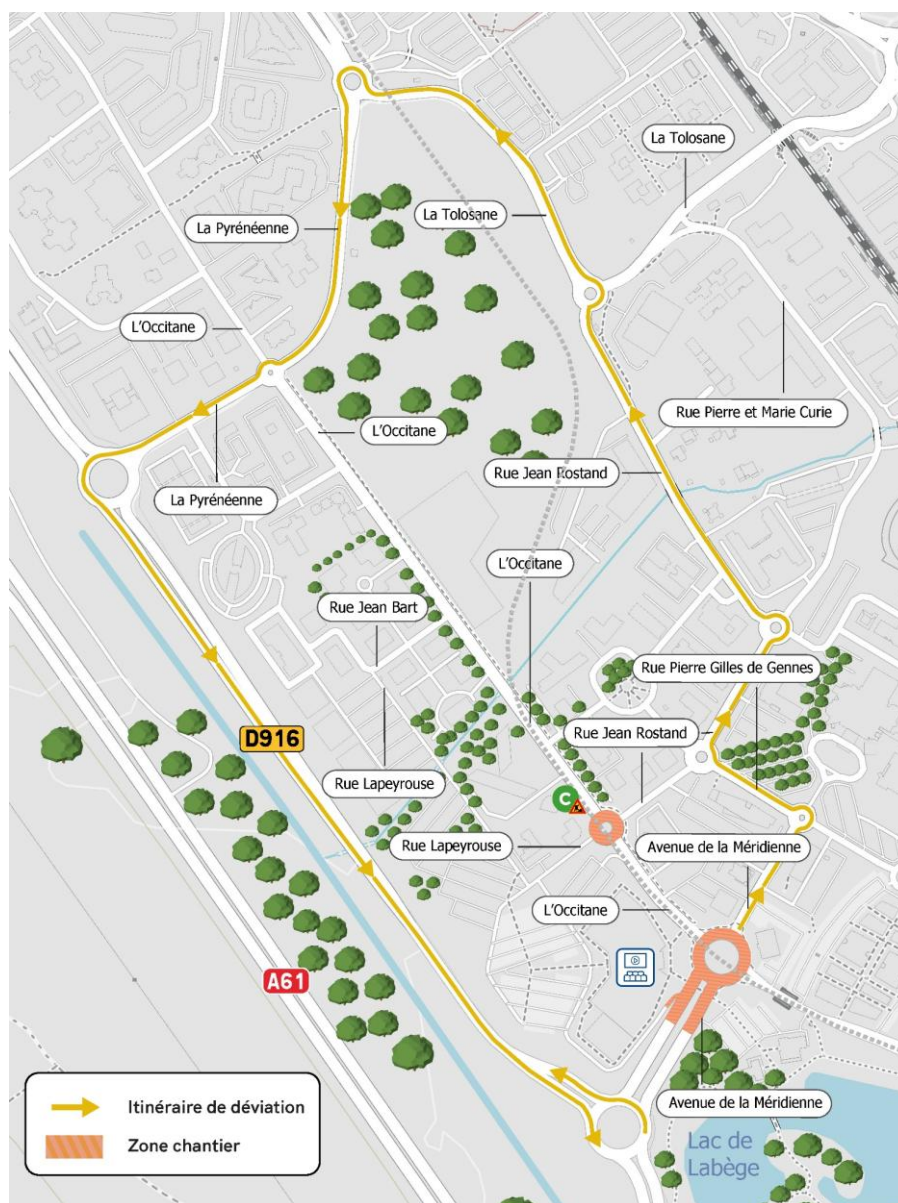 La Tolosane
La Tolosane
La Pyrénéenne
L'Occitane
Rue Pierre et Marie Curie
L'Occitane
Rue Jean Rostand
La Pyrénéenne
L'Occitane
Rue Jean Bart
Rue Pierre Gilles de Gennes
D916
Rue Jean Rostand
Rue Lapeyrouse
C
Rue Lapeyrouse
Avenue de la Méridienne
L'Occitane
A61
Avenue de la Méridienne
Itinéraire de déviation
Zone chantier
Lac de
Labège